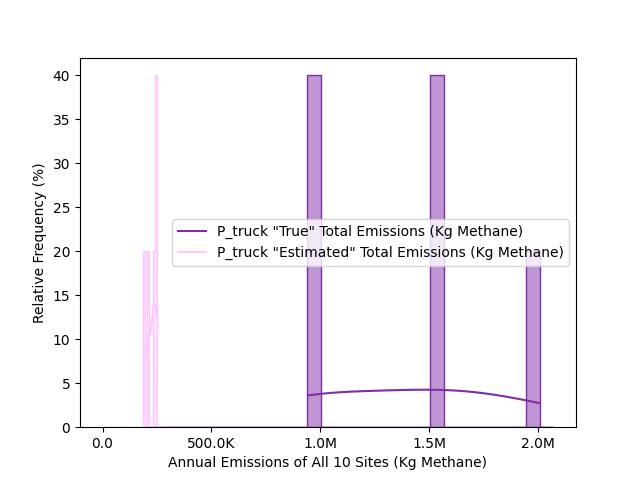 40
35
30
25
20
15
10
5
0
Relative Frequency (%)
P_truck "True" Total Emissions (Kg Methane)
P_truck "Estimated" Total Emissions (Kg Methane)
0.0 500.0K 1.0M 1.5M 2.0M
Annual Emissions of All 10 Sites (Kg Methane)